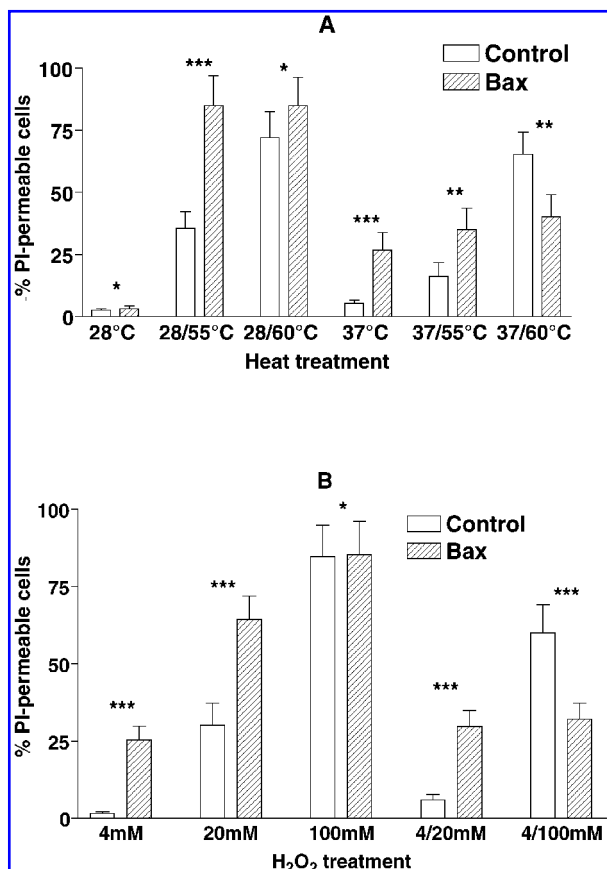 A
Control
Bax
% PI-permeable cells
100
75
50
25
0
***
*
***
**
**
*
28°C
28/55°C
28/60°C
37°C
37/55°C
37/60°C
Heat treatment
B
Control
Bax
% PI-permeable cells
100
75
50
25
0
*
***
***
***
***
4mM
20mM
100mM
4/20mM
4/100mM
H₂O₂ treatment